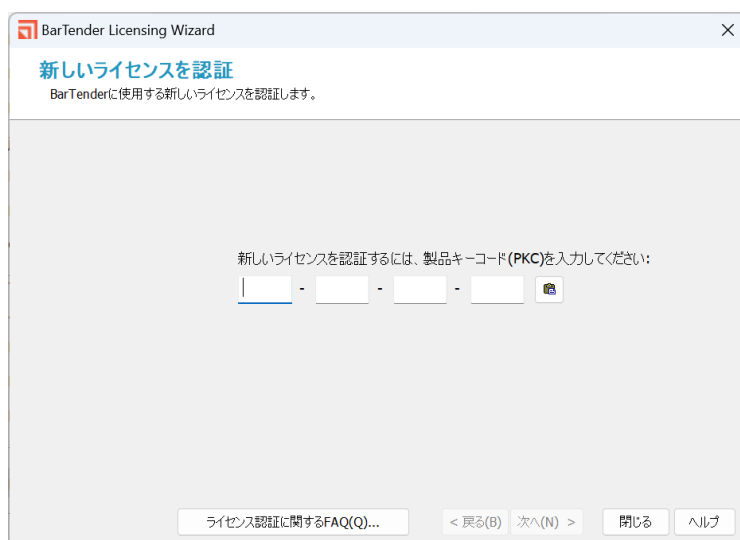 BarTender Licensing Wizard
新しいライセンスを認証
BarTenderに使用する新しいライセンスを認証します。
新しいライセンスを認証するには、製品キーコード(PKC)を入力してください:
- - -
ライセンス認証に関するFAQ(Q)... < 戻る(B) 次へ(N) > 閉じる ヘルプ